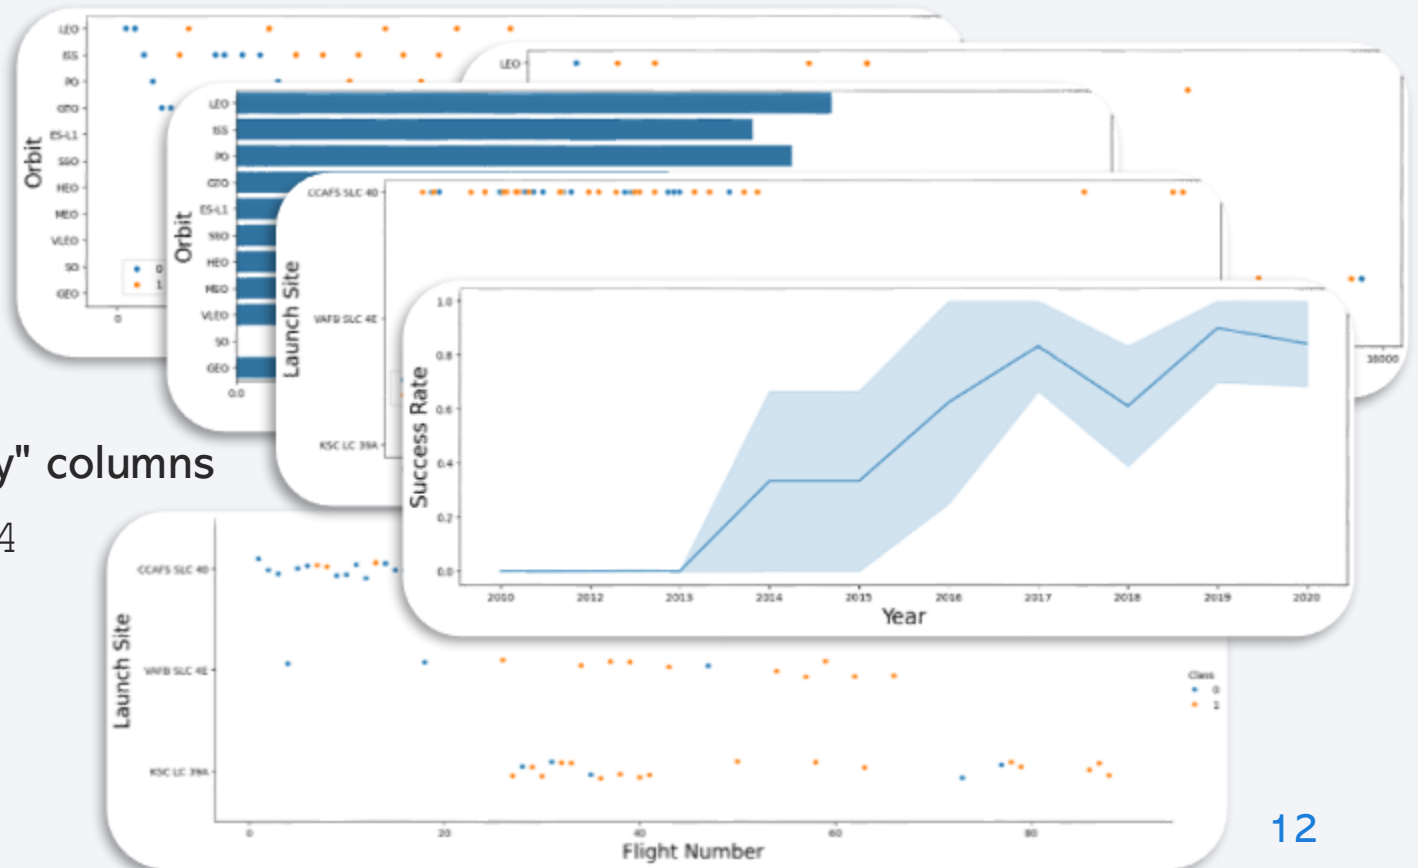 LEO
ISS
PO
GTO
ES-L1
SSO
HEO
MEO
VLEO
SO
GEO
Orbit
0
1
0
LEO
16000
LEO
ISS
PO
GTO
ES-L1
SSO
HEO
MEO
VLEO
SO
GEO
Orbit
0.0
CCAFS SLC 40
VAFB SLC 4E
KSC LC 39A
Launch Site
1.0
0.8
0.6
0.4
0.2
0.0
Success Rate
2010 2012 2013 2014 2015 2016 2017 2018 2019 2020
Year
y" columns
4
CCAFS SLC 40
VAFB SLC 4E
KSC LC 39A
Launch Site
Class
0
1
0 20 40 60 80
Flight Number
12